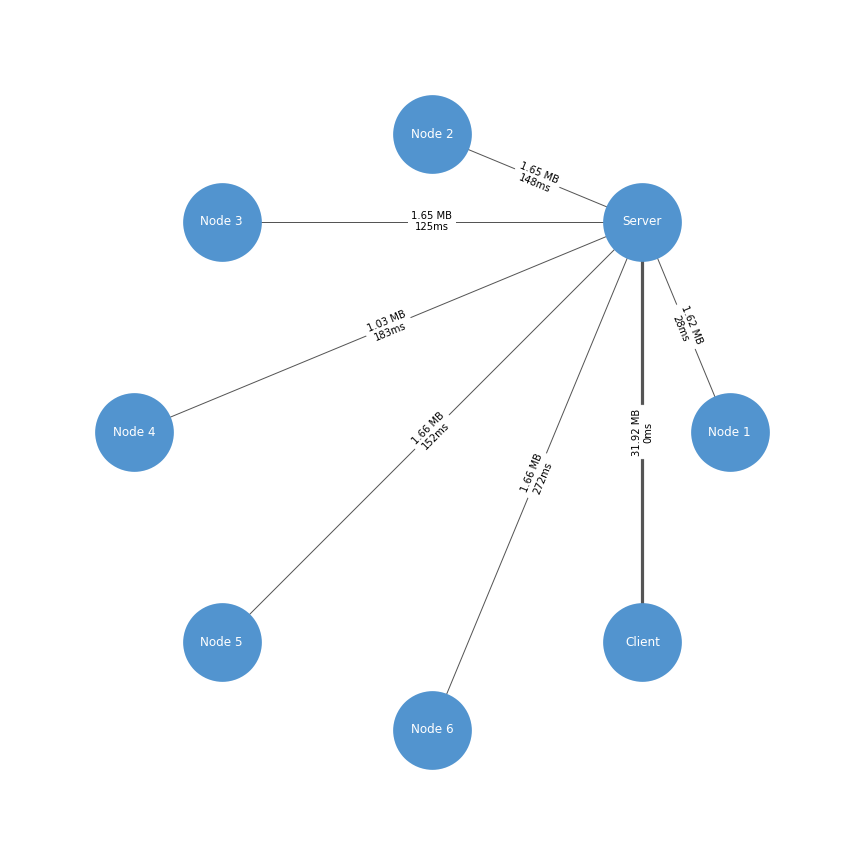 Node 2
1.65 MB
148ms
Node 3
1.65 MB
125ms
Server
1.03 MB
183ms
1.62 MB
28ms
Node 4
1.66 MB
152ms
31.92 MB
0ms
Node 1
1.66 MB
272ms
Node 5
Client
Node 6